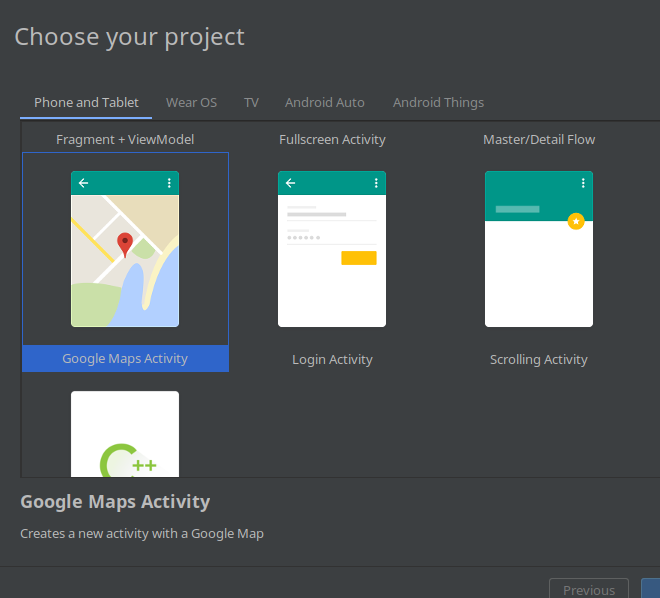 Choose your project
Phone and Tablet Wear OS TV Android Auto Android Things
Fragment + ViewModel Fullscreen Activity Master/Detail Flow
Google Maps Activity Login Activity Scrolling Activity
++
Google Maps Activity
Creates a new activity with a Google Map
Previous